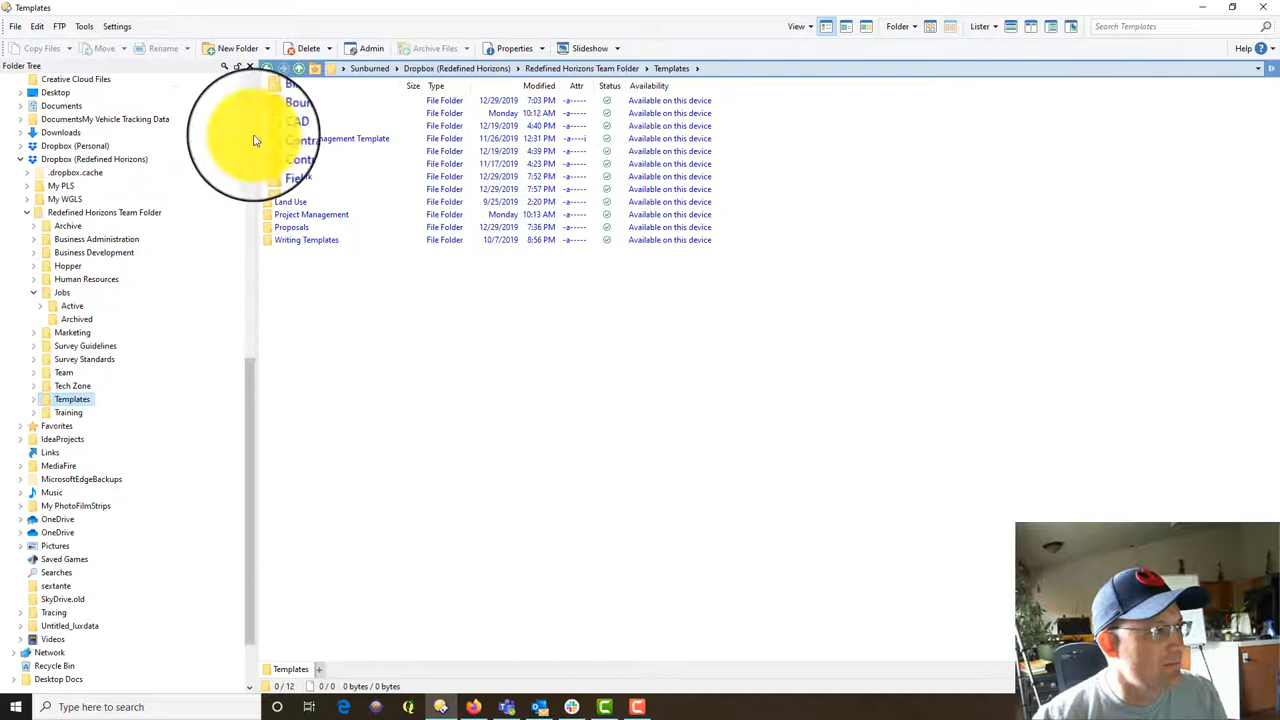 Templates
File Edit FTP Tools Settings View Folder Lister Search Templates
Copy Files Move Rename New Folder Delete Admin Archive Files Properties Slideshow Help
Folder Tree Sunburned Dropbox (Redefined Horizons) Redefined Horizons Team Folder Templates
Creative Cloud Files
Desktop
Documents
DocumentsMy Vehicle Tracking Data
Downloads
Dropbox (Personal)
Dropbox (Redefined Horizons)
.dropbox.cache
My PLS
My WGLS
Redefined Horizons Team Folder
Archive
Business Administration
Business Development
Hopper
Human Resources
Jobs
Active
Archived
Marketing
Survey Guidelines
Survey Standards
Team
Tech Zone
Templates
Training
Favorites
IdeaProjects
Links
MediaFire
MicrosoftEdgeBackups
Music
My PhotoFilmStrips
OneDrive
OneDrive
Pictures
Saved Games
Searches
sextante
SkyDrive.old
Tracing
Untitled_luxdata
Videos
Network
Recycle Bin
Desktop Docs
Size Type Modified Attr Status Availability
File Folder 12/29/2019 7:03 PM -a----- Available on this device
Boun File Folder Monday 10:12 AM -a----- Available on this device
CAD File Folder 12/19/2019 4:40 PM -a----- Available on this device
Contra nagement Template File Folder 11/26/2019 12:31 PM -a----i Available on this device
Contr File Folder 12/19/2019 4:39 PM -a----- Available on this device
File Folder 11/17/2019 4:23 PM -a----- Available on this device
Fiel File Folder 12/29/2019 7:52 PM -a----- Available on this device
File Folder 12/29/2019 7:57 PM -a----- Available on this device
Land Use File Folder 9/25/2019 2:20 PM -a----- Available on this device
Project Management File Folder Monday 10:13 AM -a----- Available on this device
Proposals File Folder 12/29/2019 7:36 PM -a----- Available on this device
Writing Templates File Folder 10/7/2019 8:56 PM -a----- Available on this device
Templates
0 / 12 0 / 0 0 bytes / 0 bytes
Type here to search